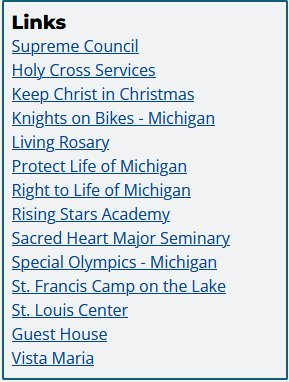 Links
Supreme Council
Holy Cross Services
Keep Christ in Christmas
Knights on Bikes - Michigan
Living Rosary
Protect Life of Michigan
Right to Life of Michigan
Rising Stars Academy
Sacred Heart Major Seminary
Special Olympics - Michigan
St. Francis Camp on the Lake
St. Louis Center
Guest House
Vista Maria